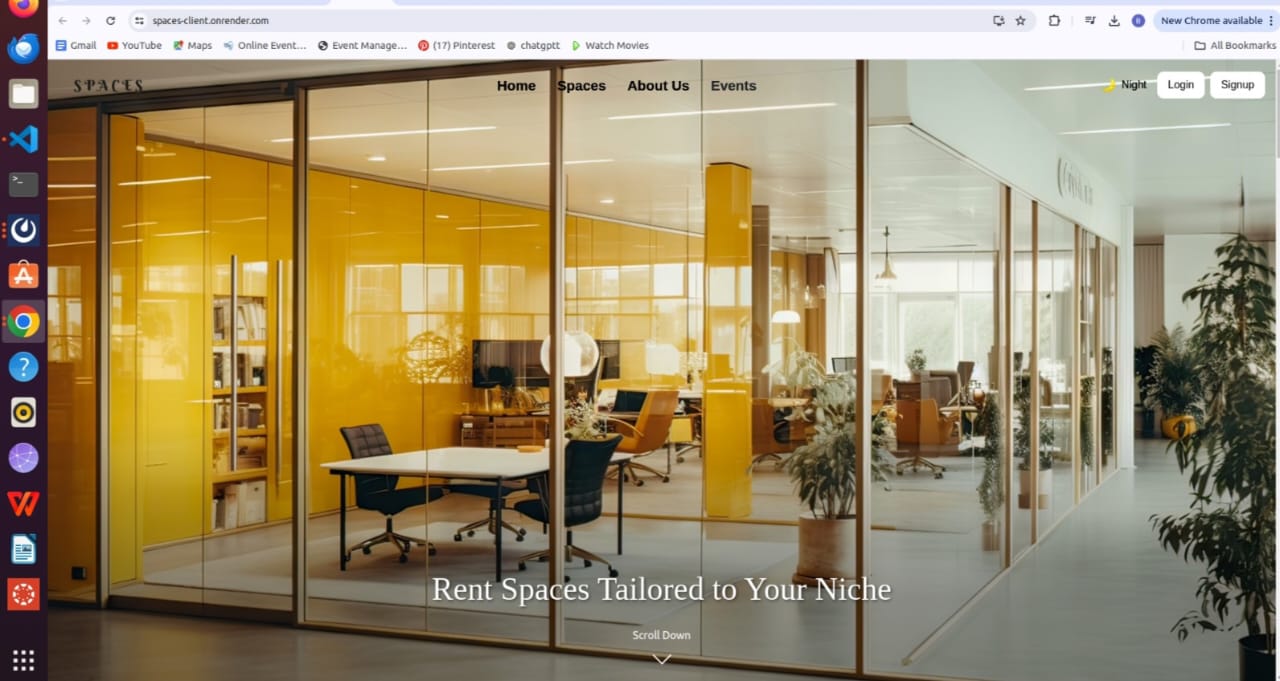 spaces-client.onrender.com
New Chrome available
Gmail
YouTube
Maps
Online Event...
Event Manage...
(17) Pinterest
chatgptt
Watch Movies
All Bookmarks
SPACES
Home
Spaces
About Us
Events
Night
Login
Signup
Rent Spaces Tailored to Your Niche
Scroll Down